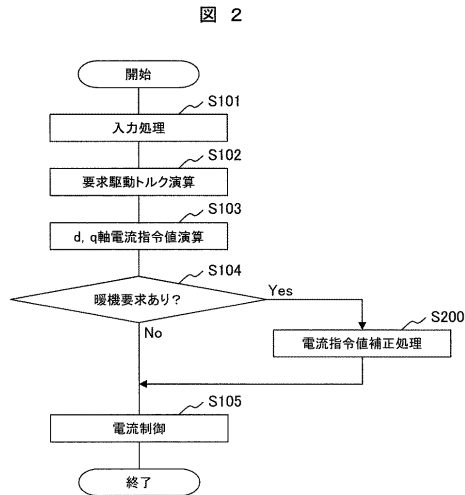 図 2
開始
S101
入力処理
S102
要求駆動トルク演算
S103
d, q軸電流指令値演算
S104
暖機要求あり?
Yes
No
S200
電流指令値補正処理
S105
電流制御
終了